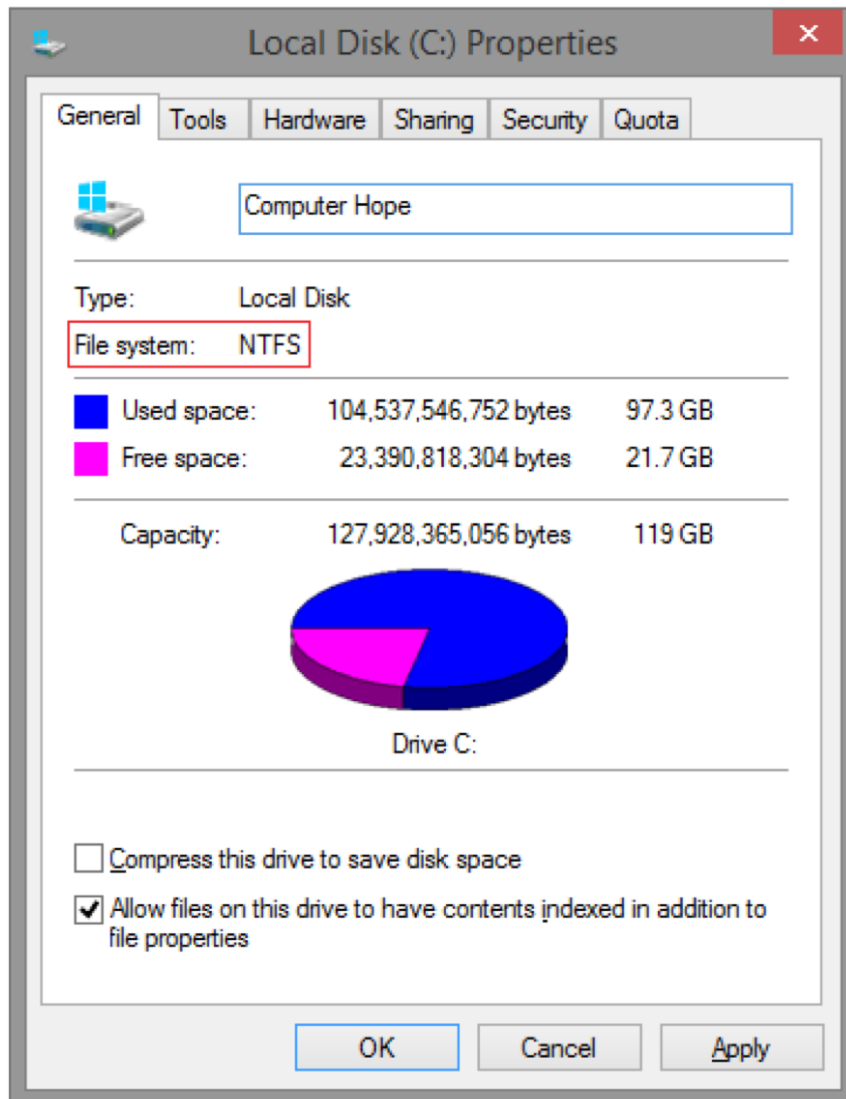 Local Disk (C:) Properties
General Tools Hardware Sharing Security Quota
Computer Hope
Type: Local Disk
File system: NTFS
Used space: 104,537,546,752 bytes 97.3 GB
Free space: 23,390,818,304 bytes 21.7 GB
Capacity: 127,928,365,056 bytes 119 GB
Drive C:
Compress this drive to save disk space
Allow files on this drive to have contents indexed in addition to
file properties
OK Cancel Apply